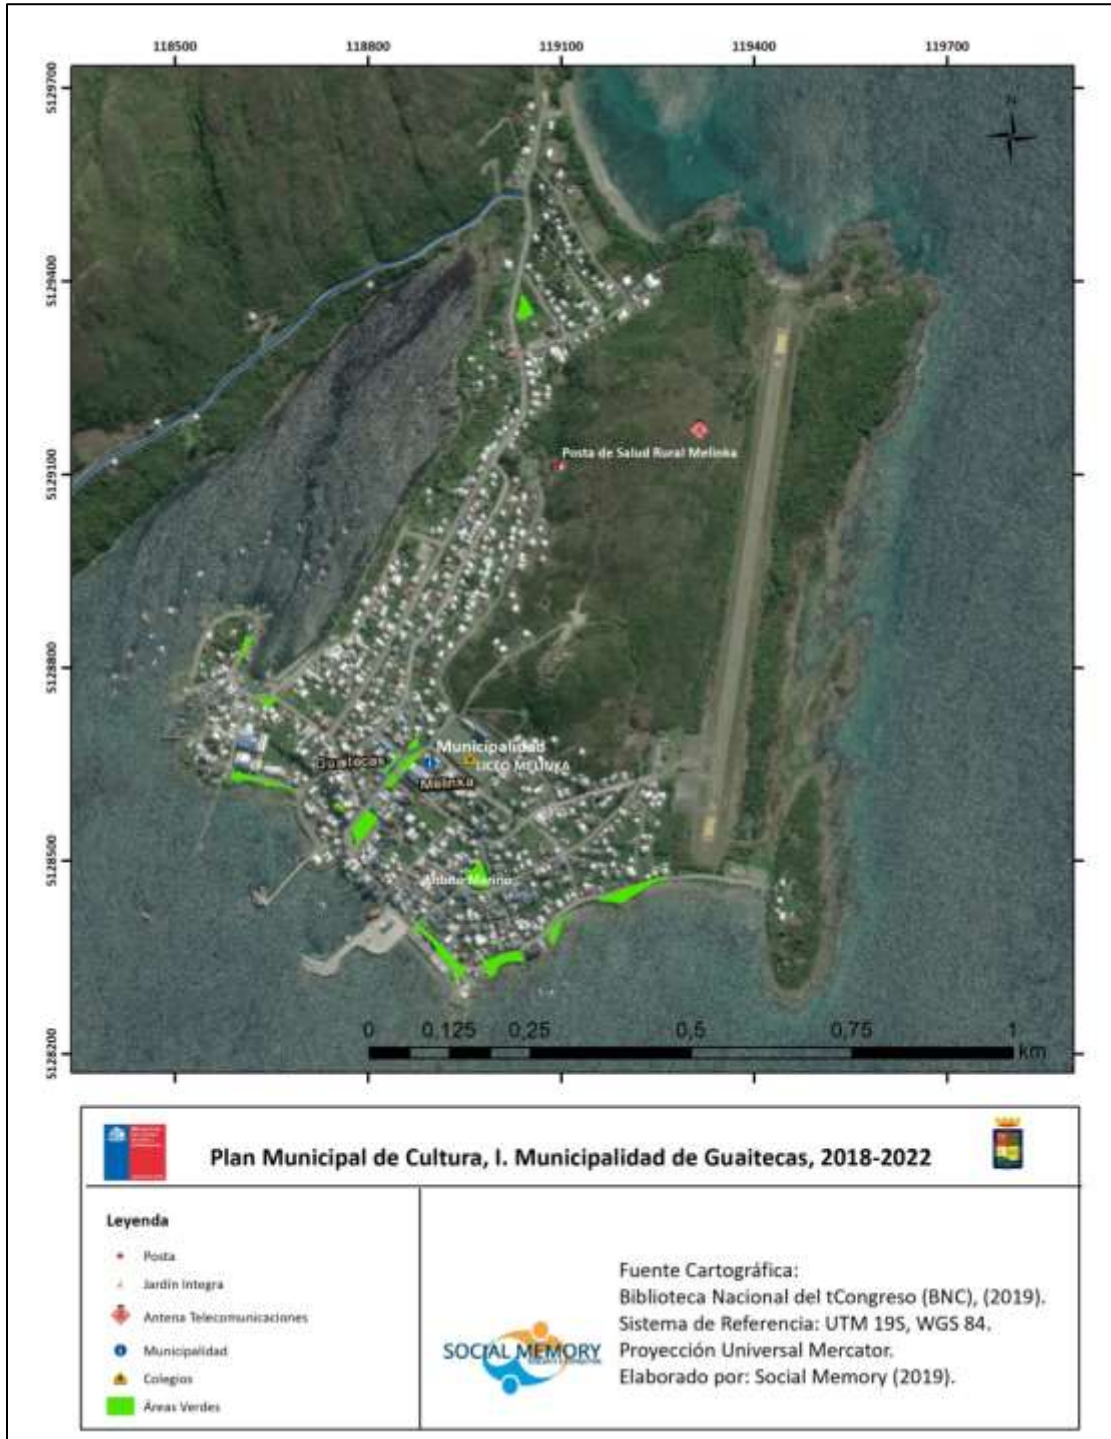 118500 118800 119100 119400 119700
5129700
N
5129400
5129100
5128800
5128500
5128200
Posta de Salud Rural Melinka
Municipalidad
LICEO MELINKA
Guaitecas
Melinka
0 0,125 0,25 0,5 0,75 1
km
Plan Municipal de Cultura, I. Municipalidad de Guaitecas, 2018-2022
Leyenda
Posta
Jardín Integra
Antena Telecomunicaciones
Municipalidad
Colegios
Áreas Verdes
SOCIAL MEMORY
Fuente Cartográfica:
Biblioteca Nacional del tCongreso (BNC), (2019).
Sistema de Referencia: UTM 19S, WGS 84.
Proyección Universal Mercator.
Elaborado por: Social Memory (2019).